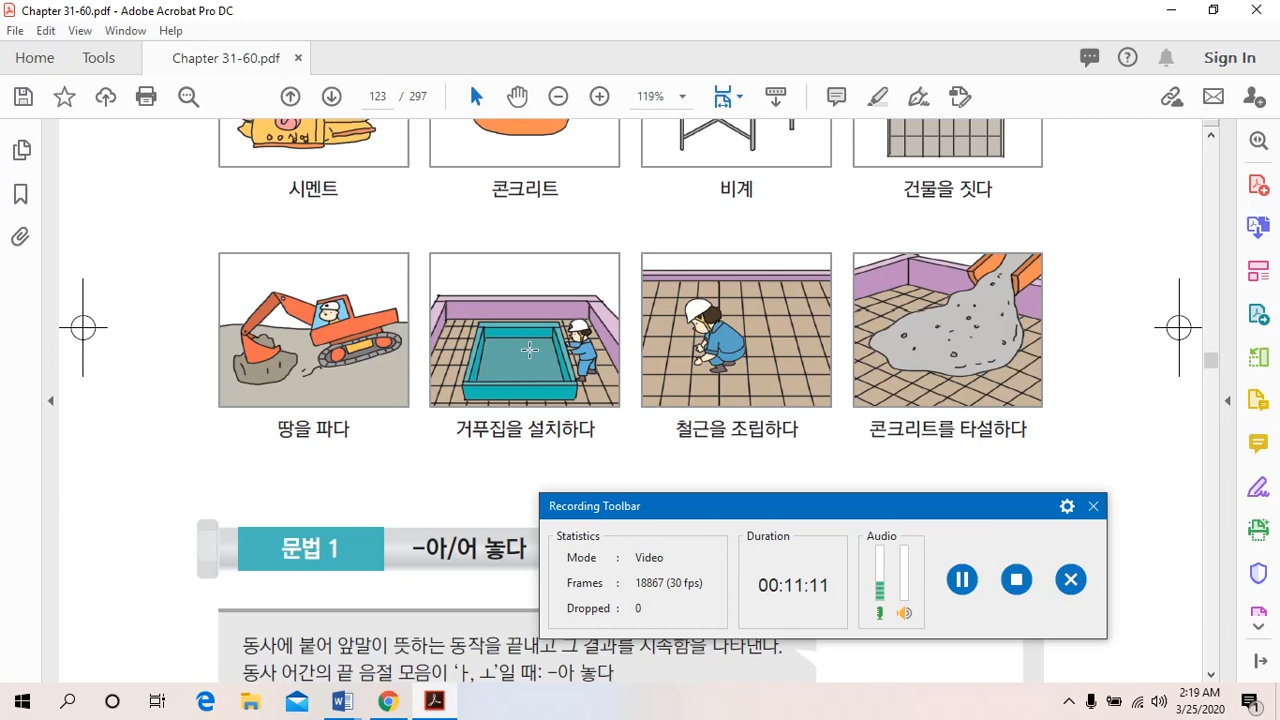 Chapter 31-60.pdf - Adobe Acrobat Pro DC
File Edit View Window Help
Home Tools Chapter 31-60.pdf × Sign In
123 / 297 119%
시멘트 콘크리트 비계 건물을 짓다
땅을 파다 거푸집을 설치하다 철근을 조립하다 콘크리트를 타설하다
Recording Toolbar
Statistics Duration Audio
Mode : Video
Frames : 18867 (30 fps)
Dropped : 0
00:11:11
문법 1 -아/어 놓다
동사에 붙어 앞말이 뜻하는 동작을 끝내고 그 결과를 지속함을 나타낸다.
동사 어간의 끝 음절 모음이 ‘ㅏ, ㅗ’일 때: -아 놓다
2:19 AM
3/25/2020